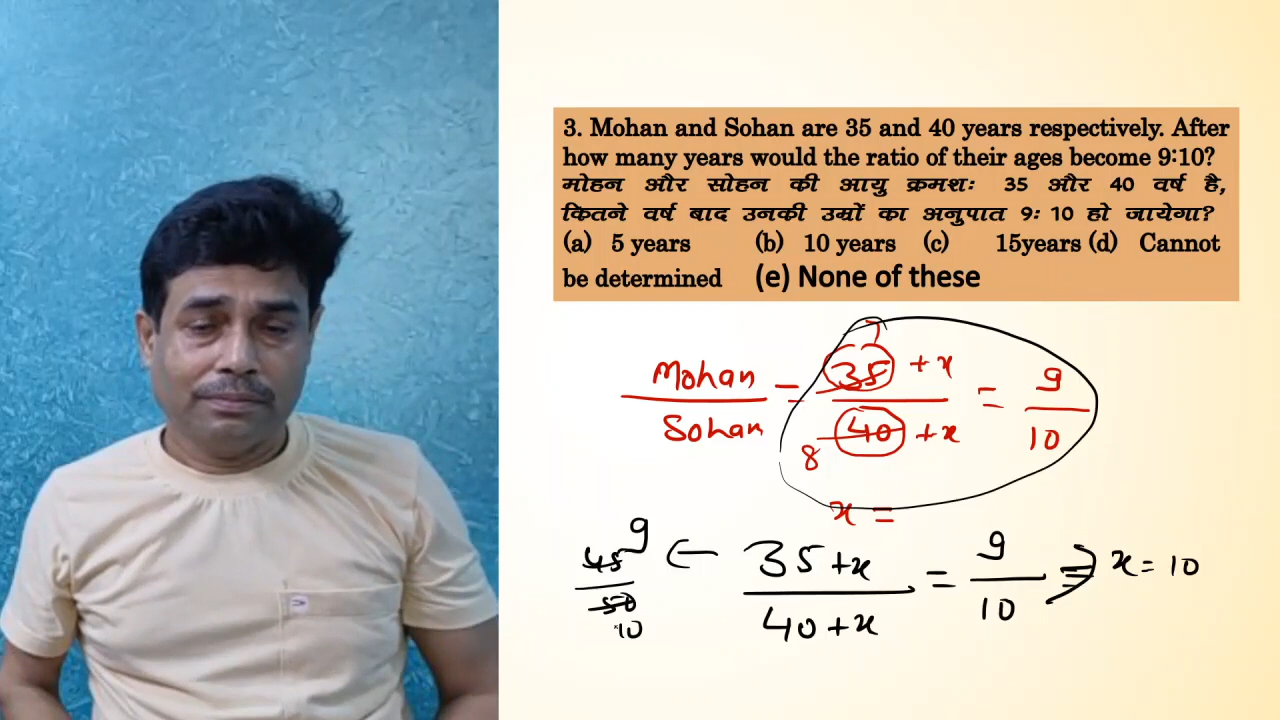 3. Mohan and Sohan are 35 and 40 years respectively. After
how many years would the ratio of their ages become 9:10?
मोहन और सोहन की आयु क्रमशः 35 और 40 वर्ष है,
कितने वर्ष बाद उनकी उम्रों का अनुपात 9: 10 हो जायेगा?
(a) 5 years (b) 10 years (c) 15years (d) Cannot
be determined (e) None of these
7
Mohan = 35 + x = 9
Sohan 40 + x 10
8
x =
45 9 ← 35 + x = 9 ⇒ x = 10
50 40 + x 10
10